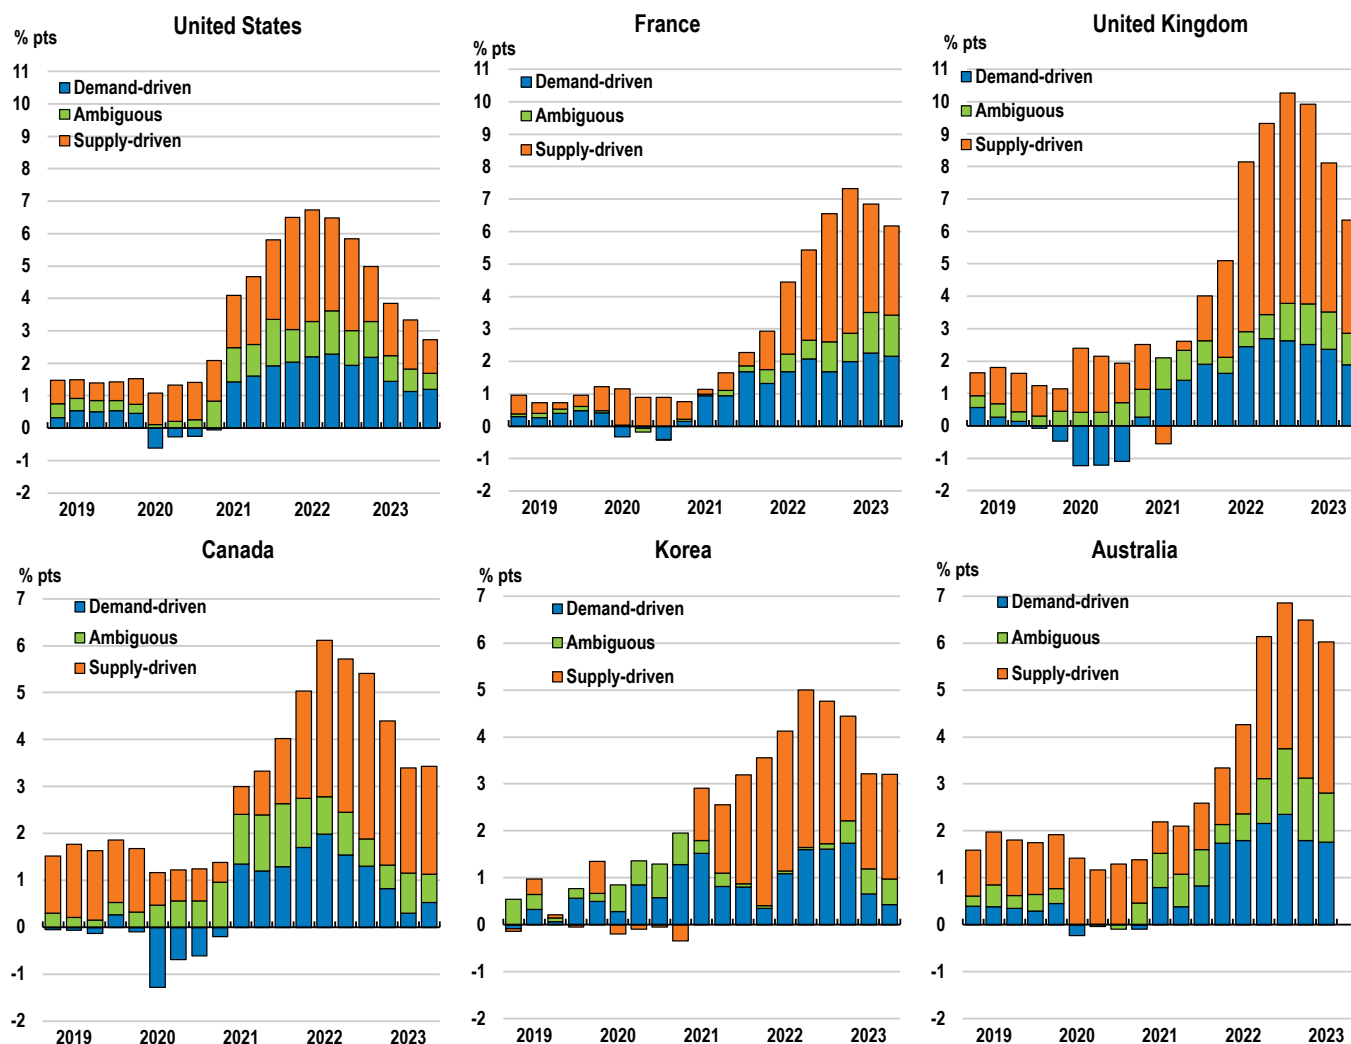 United States
% pts
11
10
9
8
7
6
5
4
3
2
1
0
-1
-2
Demand-driven
Ambiguous
Supply-driven
2019 2020 2021 2022 2023
France
% pts
11
10
9
8
7
6
5
4
3
2
1
0
-1
-2
Demand-driven
Ambiguous
Supply-driven
2019 2020 2021 2022 2023
United Kingdom
% pts
11
10
9
8
7
6
5
4
3
2
1
0
-1
-2
Demand-driven
Ambiguous
Supply-driven
2019 2020 2021 2022 2023
Canada
% pts
7
6
5
4
3
2
1
0
-1
-2
Demand-driven
Ambiguous
Supply-driven
2019 2020 2021 2022 2023
Korea
% pts
7
6
5
4
3
2
1
0
-1
-2
Demand-driven
Ambiguous
Supply-driven
2019 2020 2021 2022 2023
Australia
% pts
7
6
5
4
3
2
1
0
-1
-2
Demand-driven
Ambiguous
Supply-driven
2019 2020 2021 2022 2023